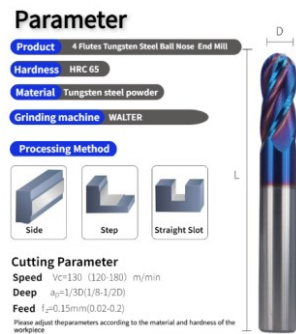 Parameter
Product 4 Flutes Tungsten Steel Ball Nose End Mill
Hardness HRC 65
Material Tungsten steel powder
Grinding machine WALTER
Processing Method
Side Step Straight Slot
Cutting Parameter
Speed Vc=130 (120-180) m/min
Deep aₚ=1/3D(1/8-1/2D)
Feed fz=0.15mm(0.02-0.2)
Please adjust theparameters according to the material and hardness of the
workpiece
D
L